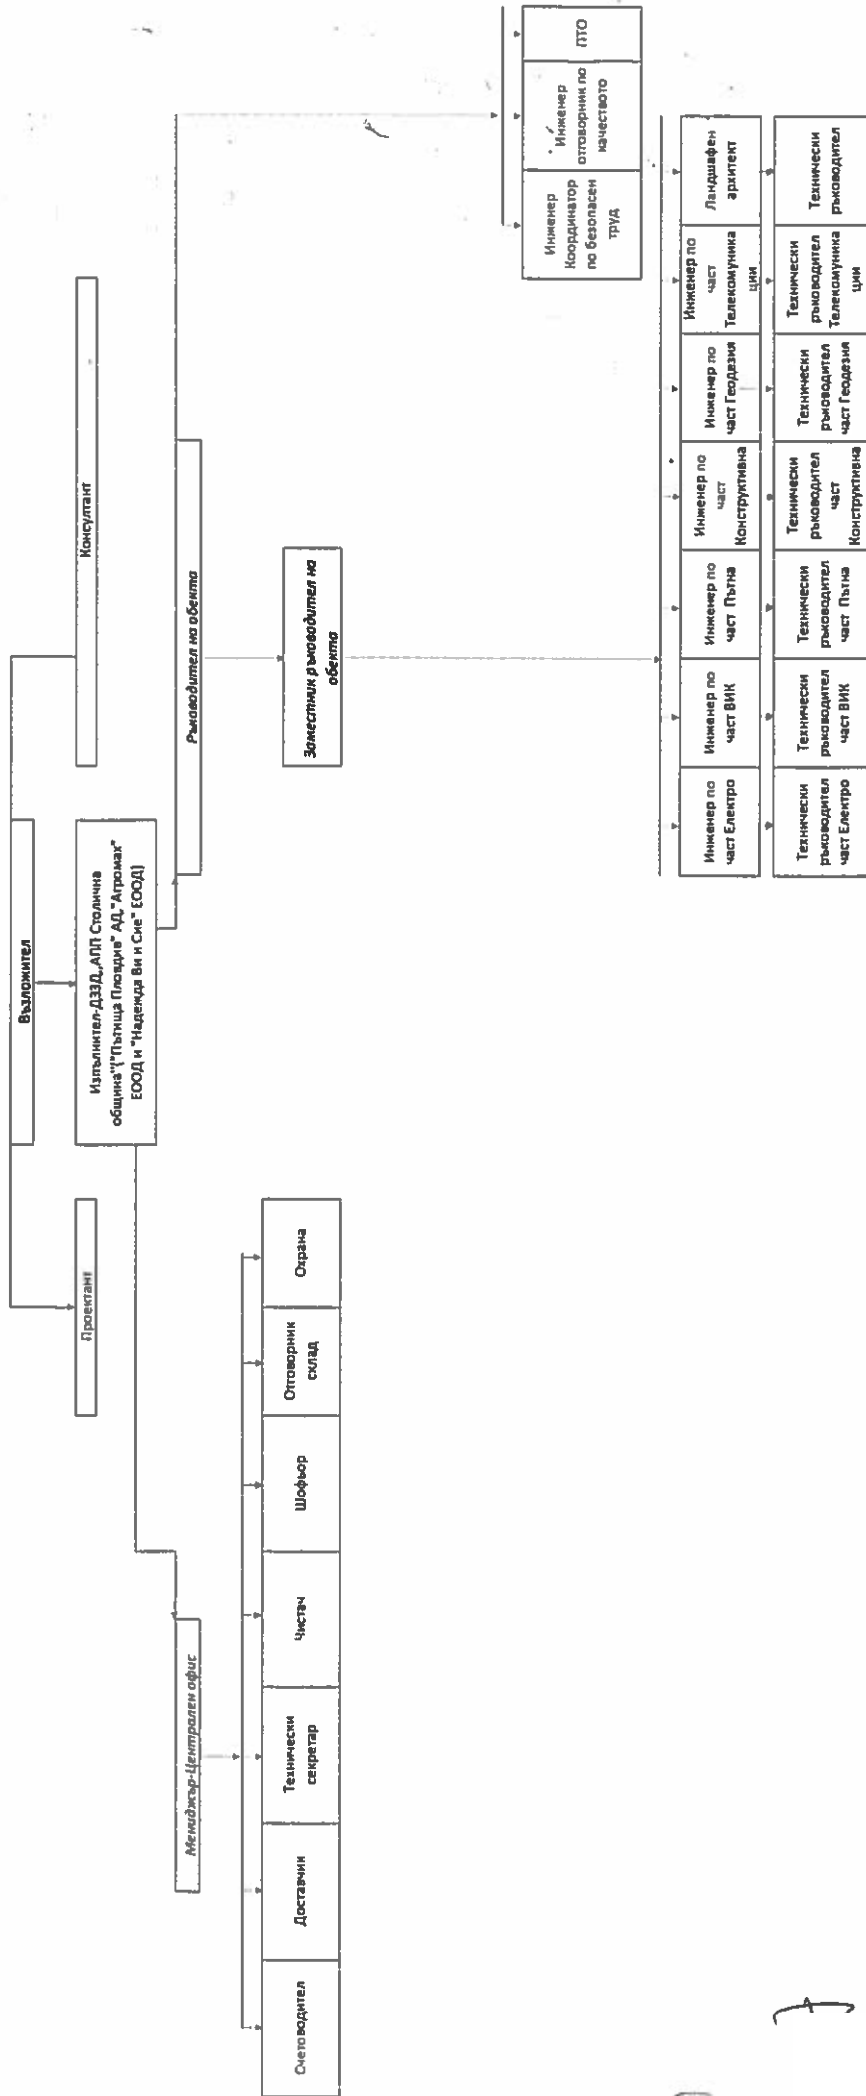 Възложител
Проектант
Изпълнител-ДЗЗД„АПП Столична
община"("Пътища Пловдив" АД,"Агромах"
ЕООД и "Надежда Ви и Сие" ЕООД)
Консултант
Мениджър-Централен офис
Ръководител на обекта
Счетоводител
Доставчик
Технически
секретар
Чистач
Шофьор
Отговорник
склад
Охрана
Заместник ръководител на
обекта
Инженер
Координатор
по безопасен
труд
Инженер
отговорник по
качеството
ПТО
Инженер по
част Електро
Инженер по
част ВИК
Инженер по
част Пътна
Инженер по
част
Конструктивна
Инженер по
част Геодезия
Инженер по
част
Телекомуника
ции
Ландшафен
архитект
Технически
ръководител
част Електро
Технически
ръководител
част ВИК
Технически
ръководител
част Пътна
Технически
ръководител
част
Конструктивна
Технически
ръководител
част Геодезия
Технически
ръководител
Телекомуника
ции
Технически
ръководител